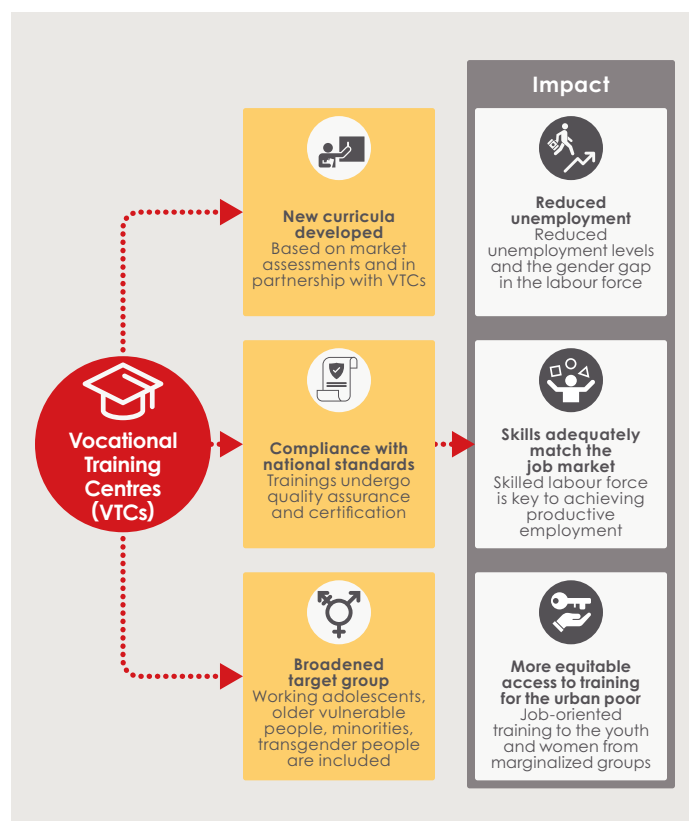 Vocational
Training
Centres
(VTCs)
New curricula
developed
Based on market
assessments and in
partnership with VTCs
Compliance with
national standards
Trainings undergo
quality assurance
and certification
Broadened
target group
Working adolescents,
older vulnerable
people, minorities,
transgender people
are included
Impact
Reduced
unemployment
Reduced
unemployment levels
and the gender gap
in the labour force
Skills adequately
match the
job market
Skilled labour force
is key to achieving
productive
employment
More equitable
access to training
for the urban poor
Job-oriented
training to the youth
and women from
marginalized groups